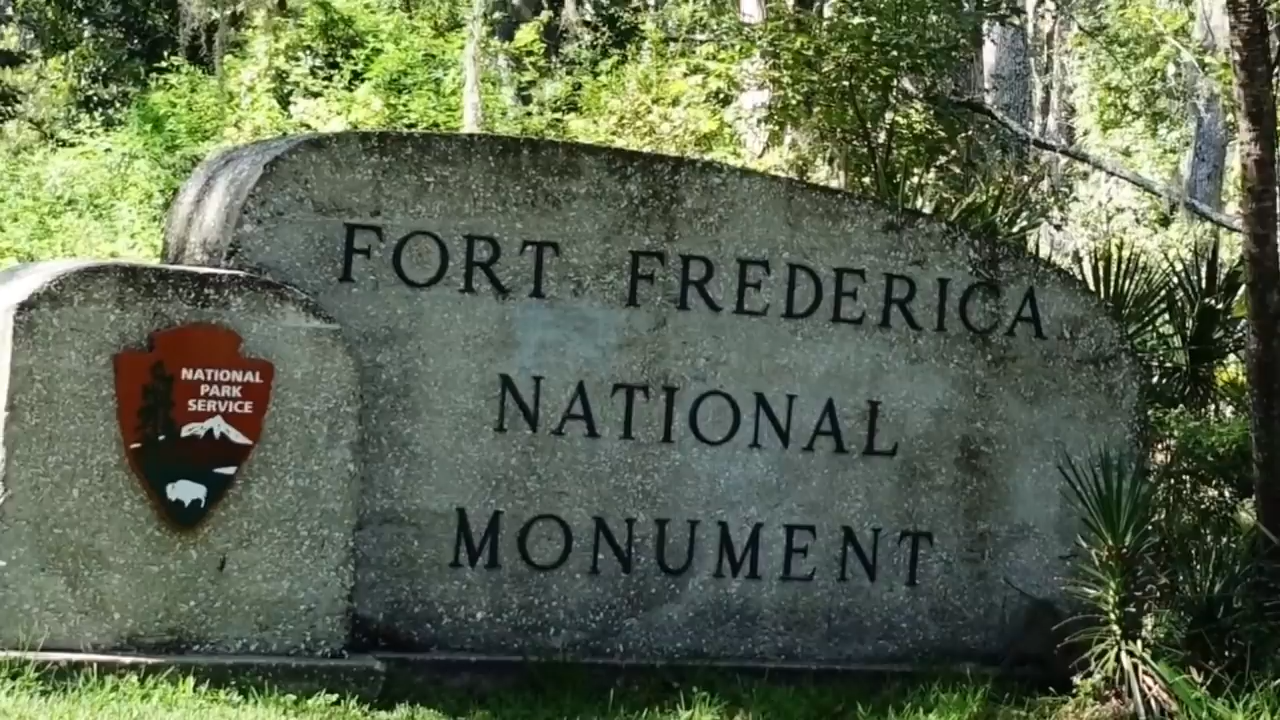 NATIONAL
PARK
SERVICE
FORT FREDERICA
NATIONAL
MONUMENT